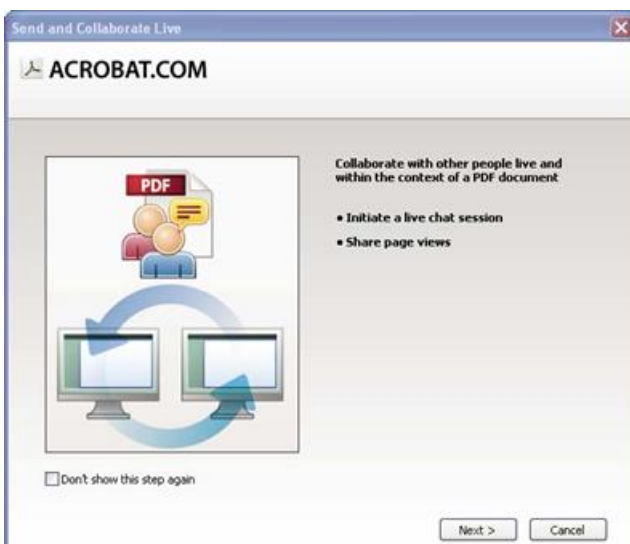 Send and Collaborate Live
ACROBAT.COM
PDF
Collaborate with other people live and
within the context of a PDF document
• Initiate a live chat session
• Share page views
Don't show this step again
Next >
Cancel